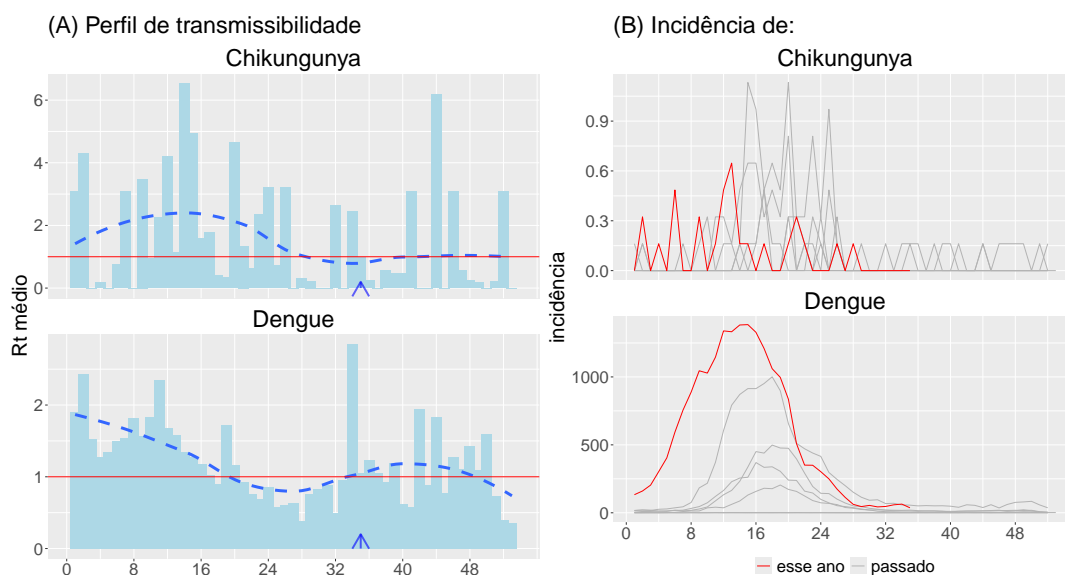 (A) Perfil de transmissibilidade
Chikungunya
6
4
2
0
Dengue
2
1
0
0 8 16 24 32 40 48
Rt médio
(B) Incidência de:
Chikungunya
0.9
0.6
0.3
0.0
Dengue
1000
500
0
0 8 16 24 32 40 48
incidência
esse ano passado